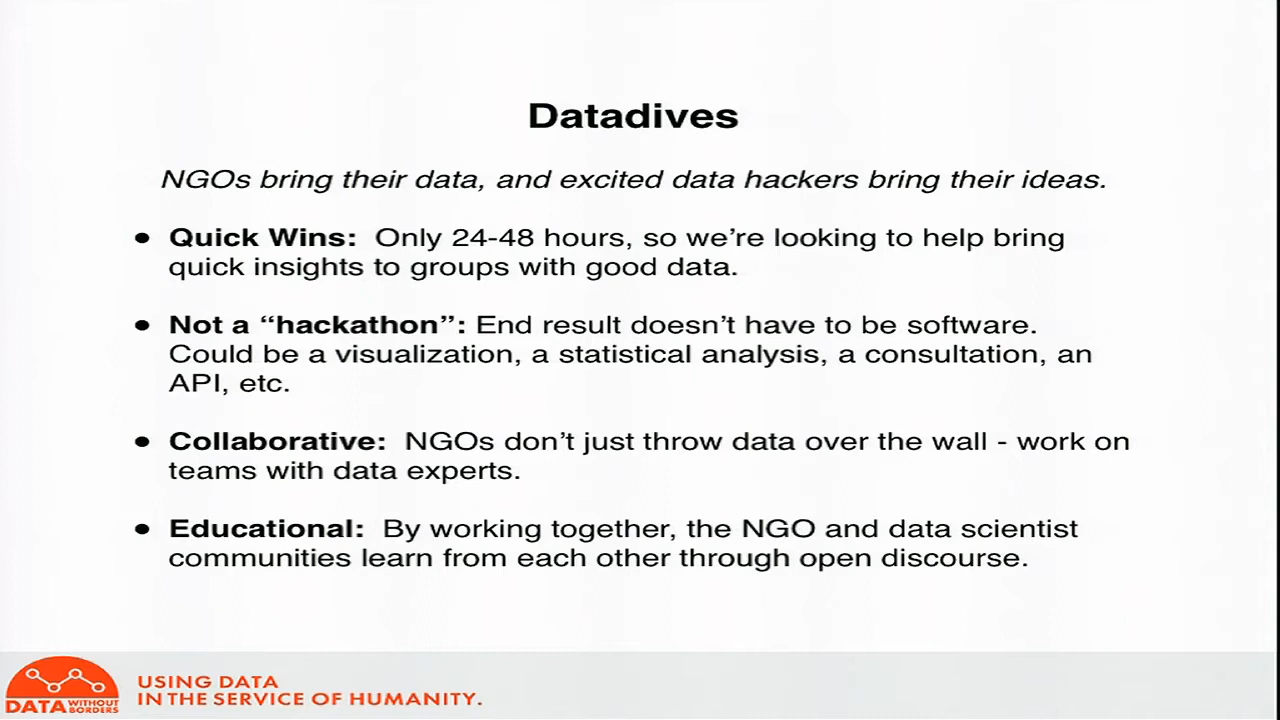 Datadives
NGOs bring their data, and excited data hackers bring their ideas.
● Quick Wins: Only 24-48 hours, so we’re looking to help bring
quick insights to groups with good data.
● Not a “hackathon”: End result doesn’t have to be software.
Could be a visualization, a statistical analysis, a consultation, an
API, etc.
● Collaborative: NGOs don’t just throw data over the wall - work on
teams with data experts.
● Educational: By working together, the NGO and data scientist
communities learn from each other through open discourse.
USING DATA
IN THE SERVICE OF HUMANITY.
DATA WITHOUT
BORDERS